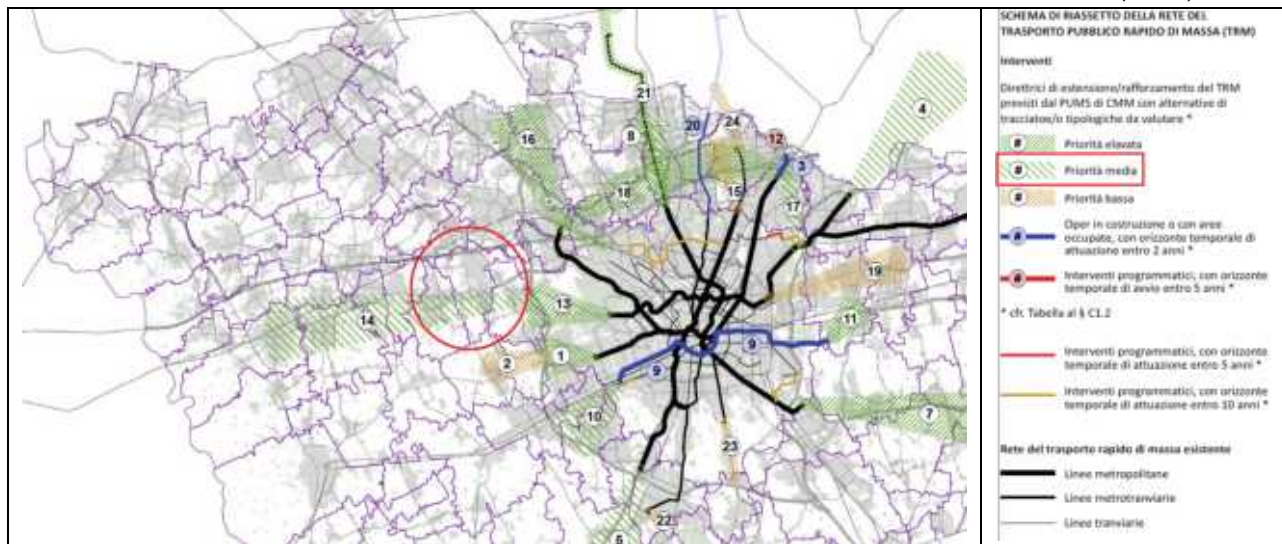 21
4
20
24
8
12
16
3
15
18
17
19
13
14
11
9
1
2
9
10
7
23
22
5
SCHEMA DI RIASSETTO DELLA RETE DEL
TRASPORTO PUBBLICO RAPIDO DI MASSA (TRM)
Interventi
Direttrici di estensione/rafforzamento del TRM
previsti dal PUMS di CMM con alternative di
tracciatoe/o tipologiche da valutare *
# Priorità elevata
# Priorità media
# Priorità bassa
# Oper in costruzione o con aree
occupate, con orizzonte temporale di
attuazione entro 2 anni *
# Interventi programmatici, con orizzonte
temporale di avvio entro 5 anni *
* cfr. Tabella al § C1.2
Interventi programmatici, con orizzonte
temporale di attuazione entro 5 anni *
Interventi programmatici, con orizzonte
temporale di attuazione entro 10 anni *
Rete del trasporto rapido di massa esistente
Linee metropolitane
Linee metrotranviarie
Linee tranviarie